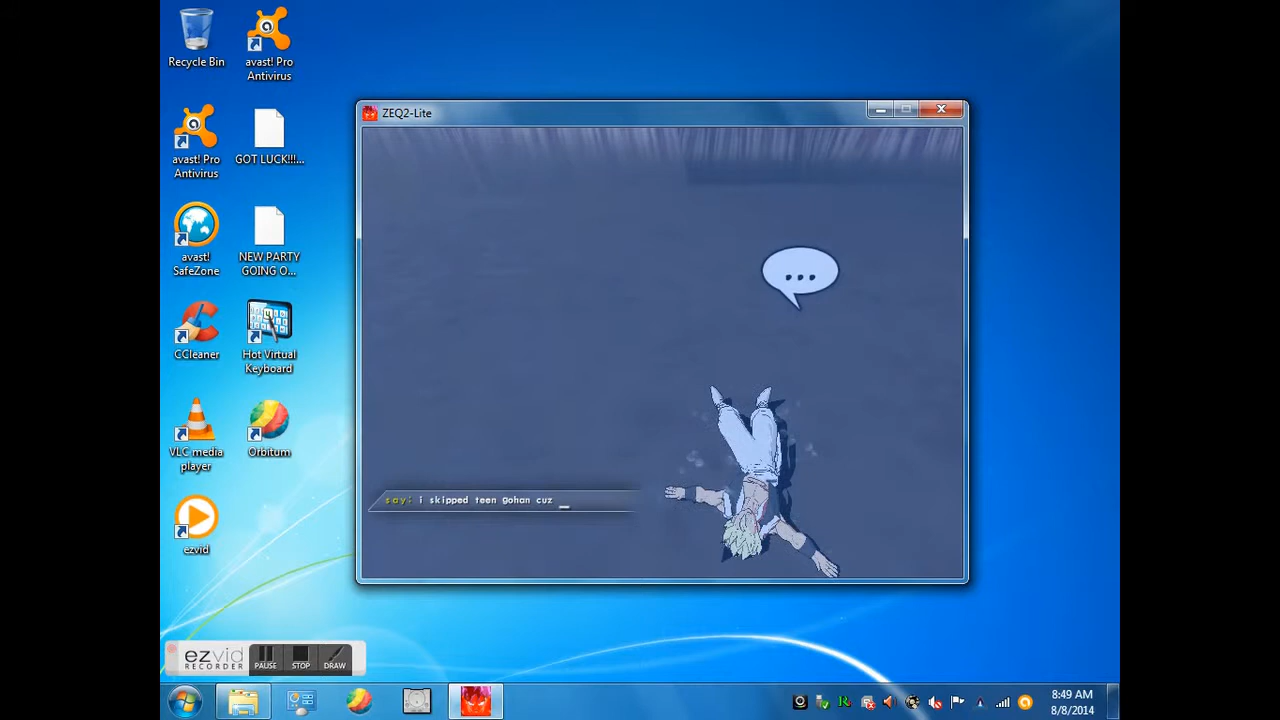 Recycle Bin
avast! Pro
Antivirus
avast! Pro
Antivirus
GOT LUCK!!!...
avast!
SafeZone
NEW PARTY
GOING O...
CCleaner
Hot Virtual
Keyboard
VLC media
player
Orbitum
ezvid
ZEQ2-Lite
...
say: i skipped teen gohan cuz _
ezvid
RECORDER
PAUSE
STOP
DRAW
8:49 AM
8/8/2014